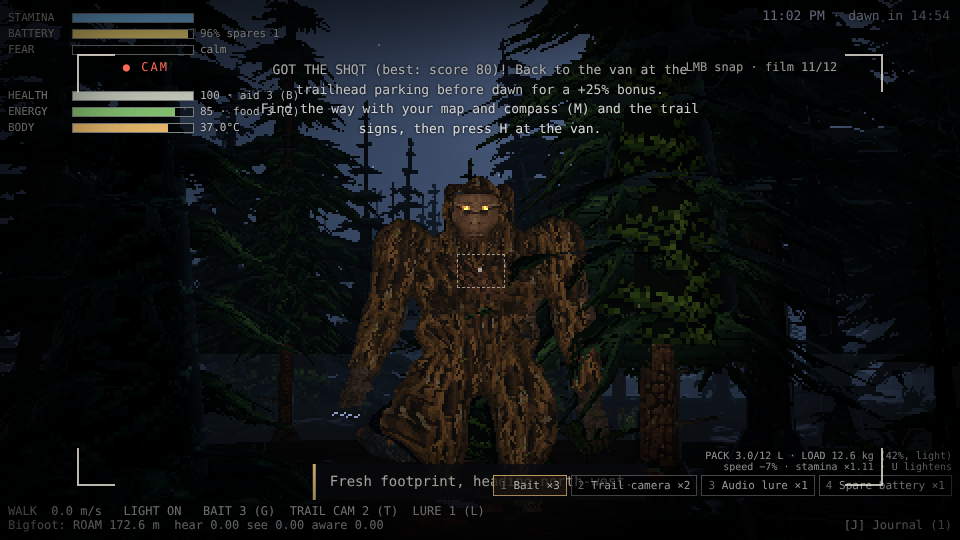 STAMINA
BATTERY 96% spares 1
FEAR calm
11:02 PM · dawn in 14:54
● CAM
LMB snap · film 11/12
HEALTH 100 · aid 3 (B)
ENERGY 85 · food 3 (Z)
BODY 37.0°C
GOT THE SHOT (best: score 80)! Back to the van at the
trailhead parking before dawn for a +25% bonus.
Find the way with your map and compass (M) and the trail
signs, then press H at the van.
PACK 3.0/12 L · LOAD 12.6 kg (42%, light)
speed −7% · stamina ×1.11 U lightens
Fresh footprint,
1 Bait ×3 2 Trail camera ×2 3 Audio lure ×1 4 Spare battery ×1
WALK 0.0 m/s LIGHT ON BAIT 3 (G) TRAIL CAM 2 (T) LURE 1 (L)
Bigfoot: ROAM 172.6 m hear 0.00 see 0.00 aware 0.00
[J] Journal (1)